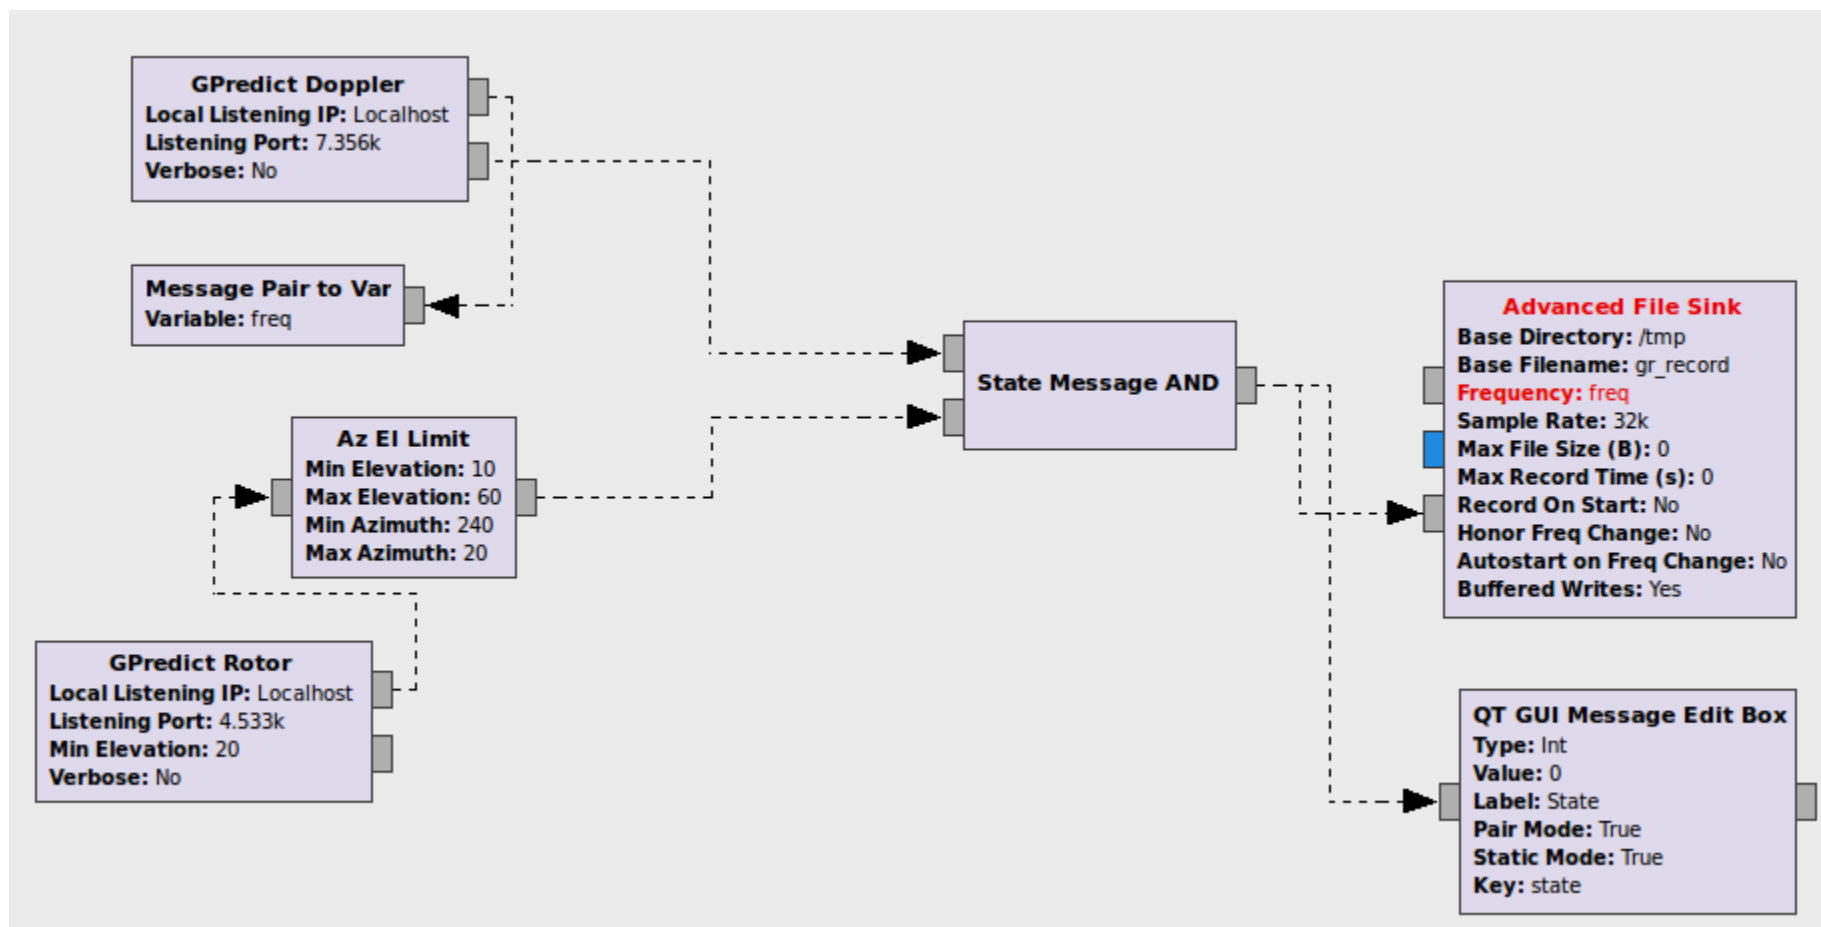 GPredict Doppler
Local Listening IP: Localhost
Listening Port: 7.356k
Verbose: No
Message Pair to Var
Variable: freq
Az El Limit
Min Elevation: 10
Max Elevation: 60
Min Azimuth: 240
Max Azimuth: 20
GPredict Rotor
Local Listening IP: Localhost
Listening Port: 4.533k
Min Elevation: 20
Verbose: No
State Message AND
Advanced File Sink
Base Directory: /tmp
Base Filename: gr_record
Frequency: freq
Sample Rate: 32k
Max File Size (B): 0
Max Record Time (s): 0
Record On Start: No
Honor Freq Change: No
Autostart on Freq Change: No
Buffered Writes: Yes
QT GUI Message Edit Box
Type: Int
Value: 0
Label: State
Pair Mode: True
Static Mode: True
Key: state